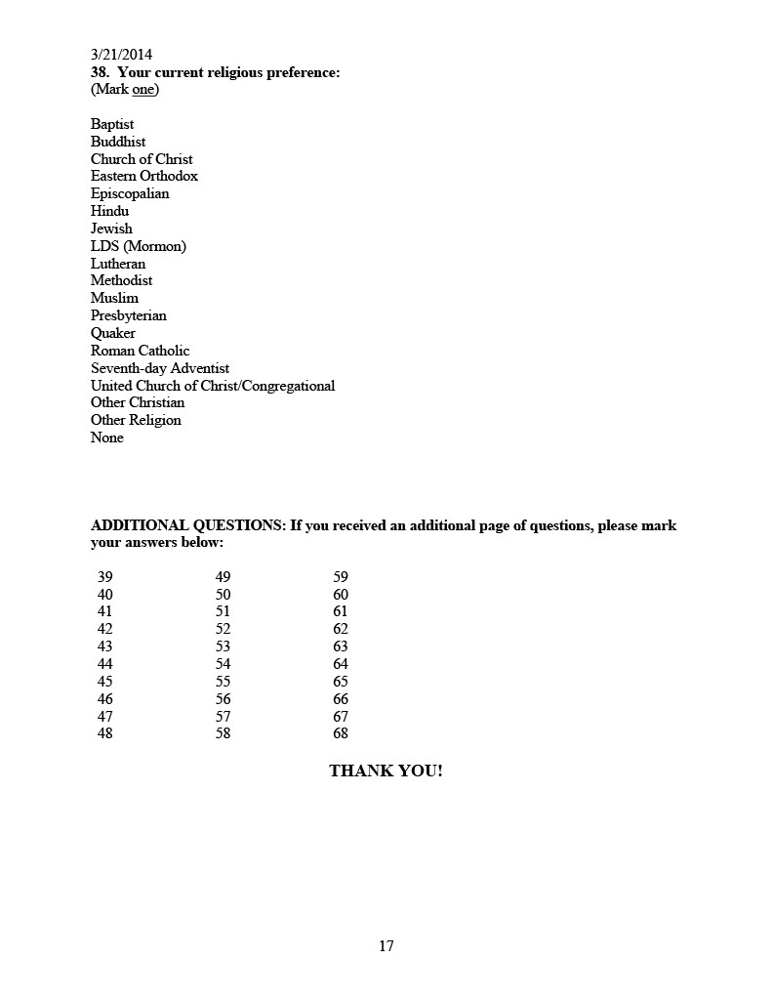 3/21/2014
38.  Your current religious preference:
(Mark one)
Baptist
Buddhist
Church of Christ
Eastern Orthodox
Episcopalian
Hindu
Jewish
LDS (Mormon)
Lutheran
Methodist
Muslim
Presbyterian
Quaker
Roman Catholic
Seventh-day Adventist
United Church of Christ/Congregational
Other Christian
Other Religion
None
ADDITIONAL QUESTIONS: If you received an additional page of questions, please mark
your answers below:
39 49 59
40 50 60
41 51 61
42 52 62
43 53 63
44 54 64
45 55 65
46 56 66
47 57 67
48 58 68
THANK YOU!
17